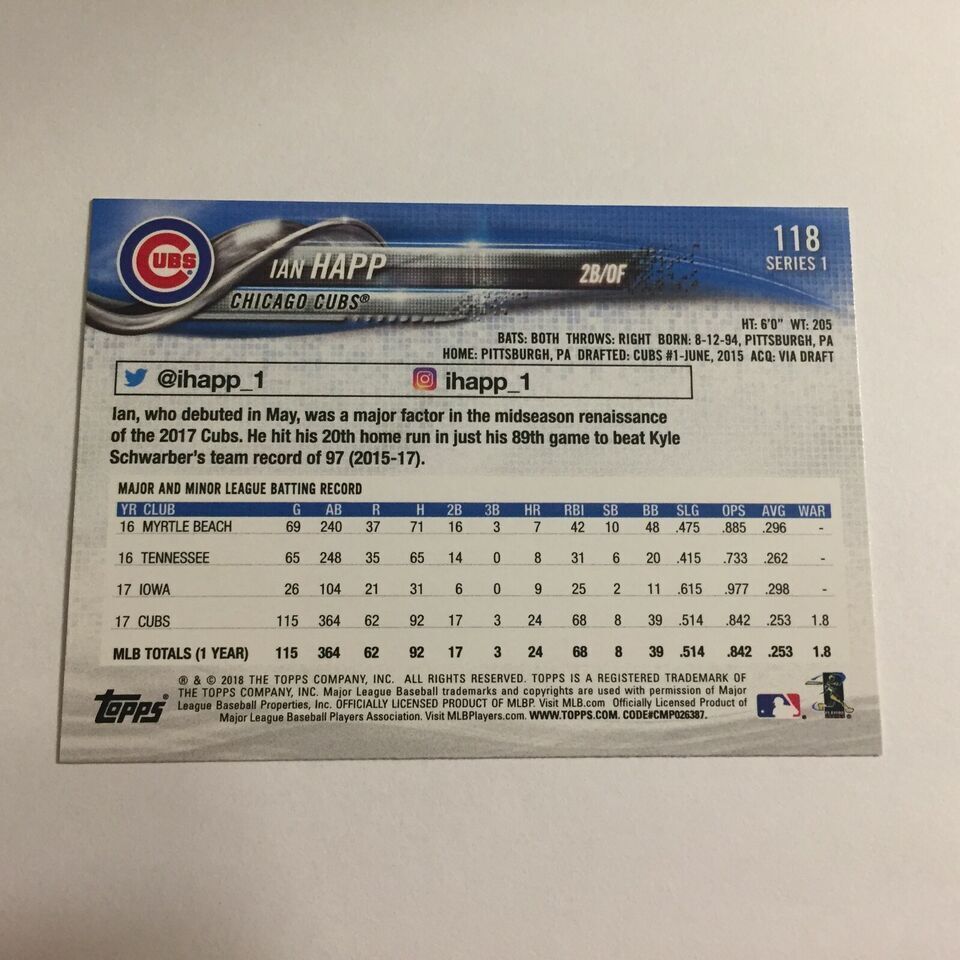 CUBS
IAN HAPP
2B/OF
118
SERIES 1
CHICAGO CUBS®
HT: 6'0" WT: 205
BATS: BOTH THROWS: RIGHT BORN: 8-12-94, PITTSBURGH, PA
HOME: PITTSBURGH, PA DRAFTED: CUBS #1-JUNE, 2015 ACQ: VIA DRAFT
@ihapp_1 ihapp_1
Ian, who debuted in May, was a major factor in the midseason renaissance
of the 2017 Cubs. He hit his 20th home run in just his 89th game to beat Kyle
Schwarber's team record of 97 (2015-17).
MAJOR AND MINOR LEAGUE BATTING RECORD
YR CLUB G AB R H 2B 3B HR RBI SB BB SLG OPS AVG WAR
16 MYRTLE BEACH 69 240 37 71 16 3 7 42 10 48 .475 .885 .296 -
16 TENNESSEE 65 248 35 65 14 0 8 31 6 20 .415 .733 .262 -
17 IOWA 26 104 21 31 6 0 9 25 2 11 .615 .977 .298 -
17 CUBS 115 364 62 92 17 3 24 68 8 39 .514 .842 .253 1.8
MLB TOTALS (1 YEAR) 115 364 62 92 17 3 24 68 8 39 .514 .842 .253 1.8
® & © 2018 THE TOPPS COMPANY, INC. ALL RIGHTS RESERVED. TOPPS IS A REGISTERED TRADEMARK OF
THE TOPPS COMPANY, INC. Major League Baseball trademarks and copyrights are used with permission of Major
League Baseball Properties, Inc. OFFICIALLY LICENSED PRODUCT OF MLBP. Visit MLB.com Officially Licensed Product of
Major League Baseball Players Association. Visit MLBPlayers.com. WWW.TOPPS.COM. CODE#CMP026387.
Topps®